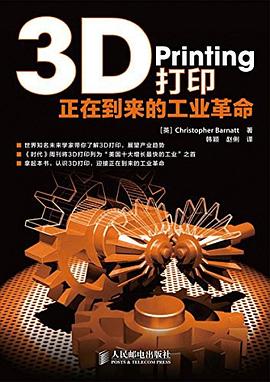 3D Printing
打印
正在到来的工业革命
[英] Christopher Barnatt 著
韩颖 赵俐 译
世界知名未来学家带你了解3D打印，展望产业趋势
《时代》周刊将3D打印列为“美国十大增长最快的工业”之首
拿起本书，认识3D打印，迎接正在到来的工业革命
人民邮电出版社
POSTS & TELECOM PRESS